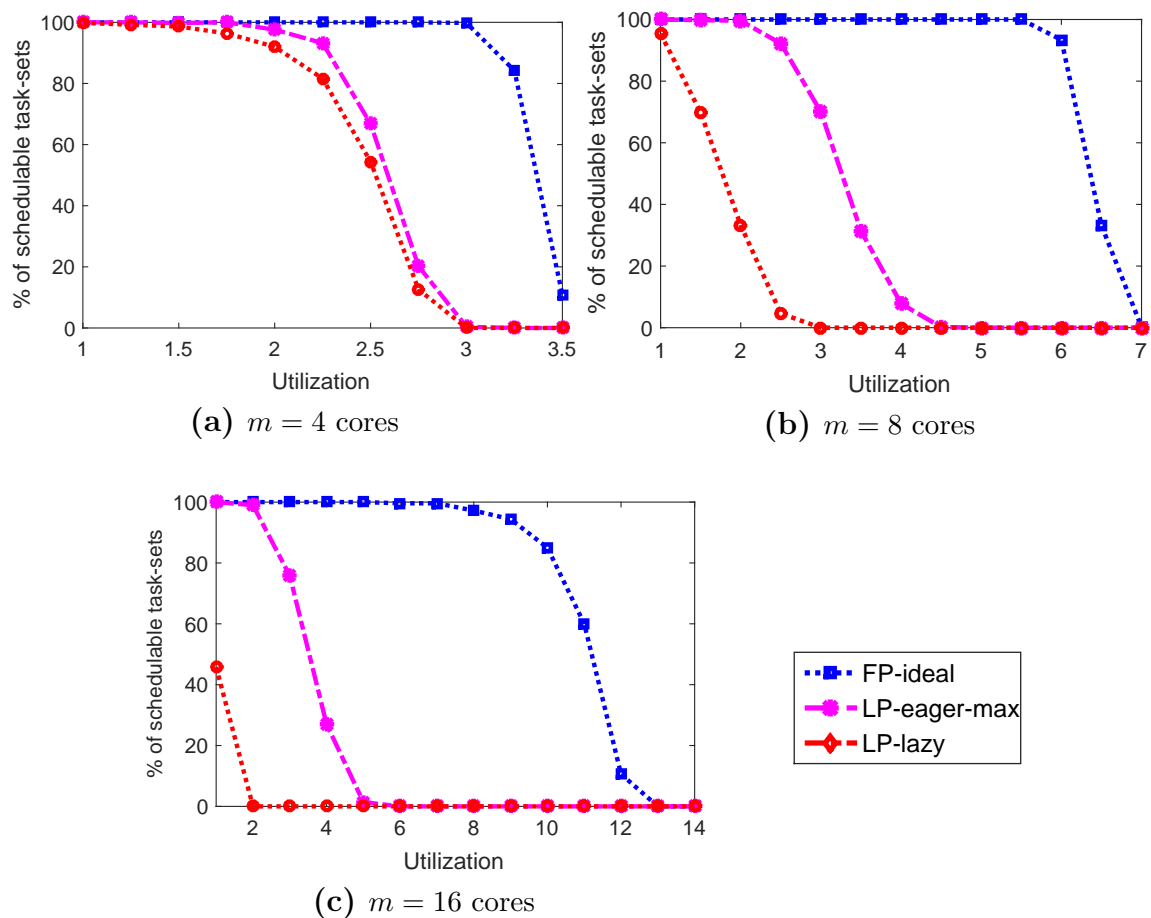 % of schedulable task-sets
100
80
60
40
20
0
1 1.5 2 2.5 3 3.5
Utilization
(a) m = 4 cores
% of schedulable task-sets
100
80
60
40
20
0
1 2 3 4 5 6 7
Utilization
(b) m = 8 cores
% of schedulable task-sets
100
80
60
40
20
0
2 4 6 8 10 12 14
Utilization
(c) m = 16 cores
FP-ideal
LP-eager-max
LP-lazy